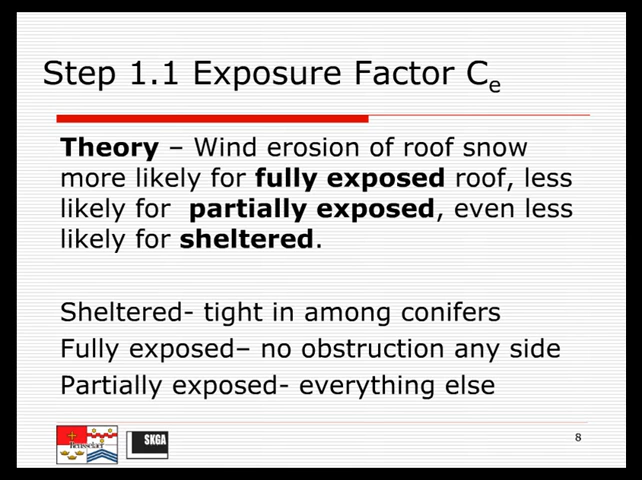 Step 1.1 Exposure Factor Ce
Theory – Wind erosion of roof snow
more likely for fully exposed roof, less
likely for partially exposed, even less
likely for sheltered.
Sheltered- tight in among conifers
Fully exposed– no obstruction any side
Partially exposed- everything else
Rensselaer
SKGA
8